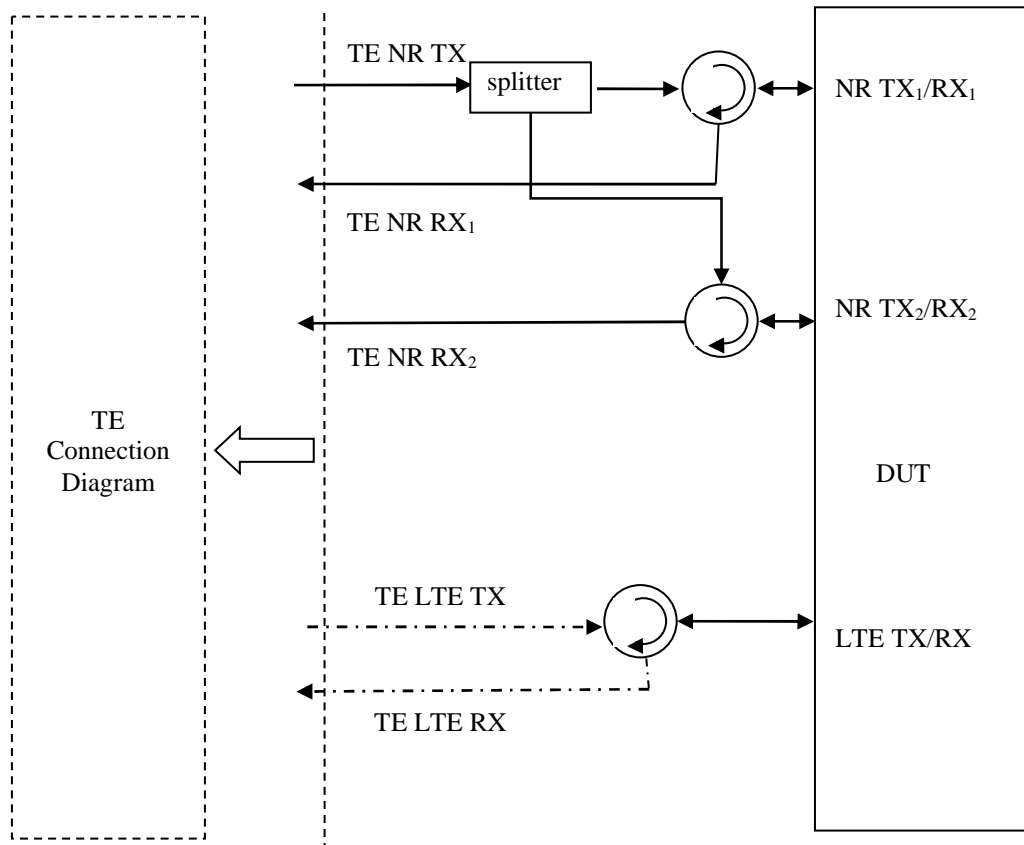 TE NR TX
splitter
NR TX₁/RX₁
TE NR RX₁
NR TX₂/RX₂
TE NR RX₂
TE
Connection
Diagram
DUT
TE LTE TX
LTE TX/RX
TE LTE RX